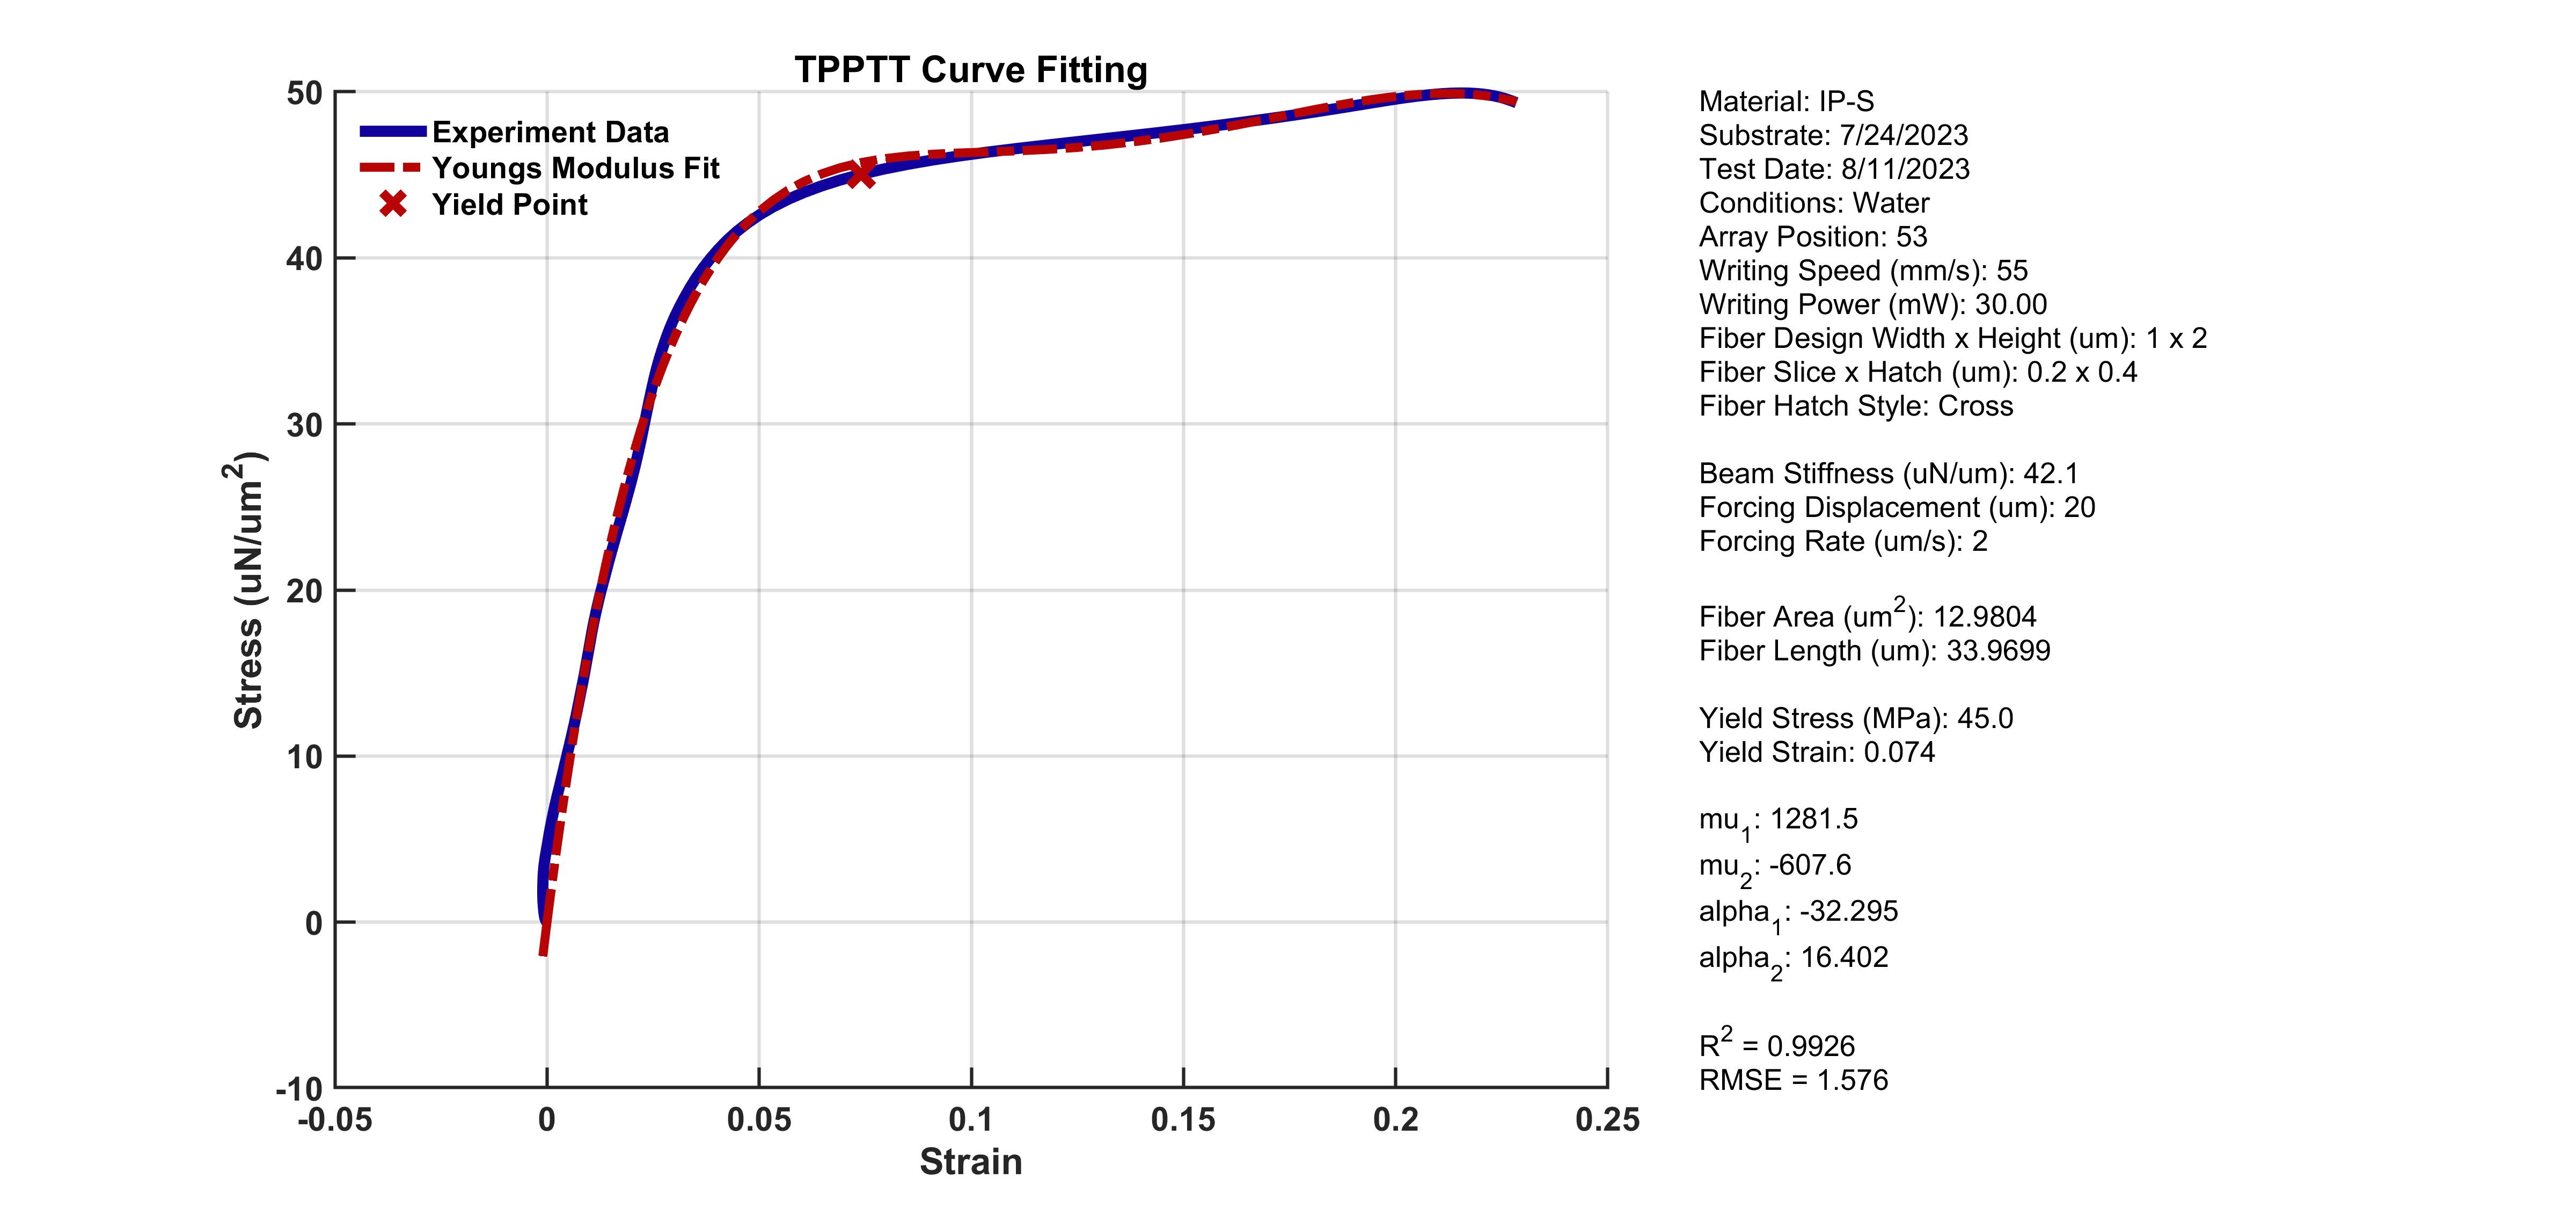 TPPTT Curve Fitting
50
40
30
20
10
0
-10
Stress (uN/um²)
Experiment Data
Youngs Modulus Fit
Yield Point
-0.05 0 0.05 0.1 0.15 0.2 0.25
Strain
Material: IP-S
Substrate: 7/24/2023
Test Date: 8/11/2023
Conditions: Water
Array Position: 53
Writing Speed (mm/s): 55
Writing Power (mW): 30.00
Fiber Design Width x Height (um): 1 x 2
Fiber Slice x Hatch (um): 0.2 x 0.4
Fiber Hatch Style: Cross
Beam Stiffness (uN/um): 42.1
Forcing Displacement (um): 20
Forcing Rate (um/s): 2
Fiber Area (um²): 12.9804
Fiber Length (um): 33.9699
Yield Stress (MPa): 45.0
Yield Strain: 0.074
mu₁: 1281.5
mu₂: -607.6
alpha₁: -32.295
alpha₂: 16.402
R² = 0.9926
RMSE = 1.576